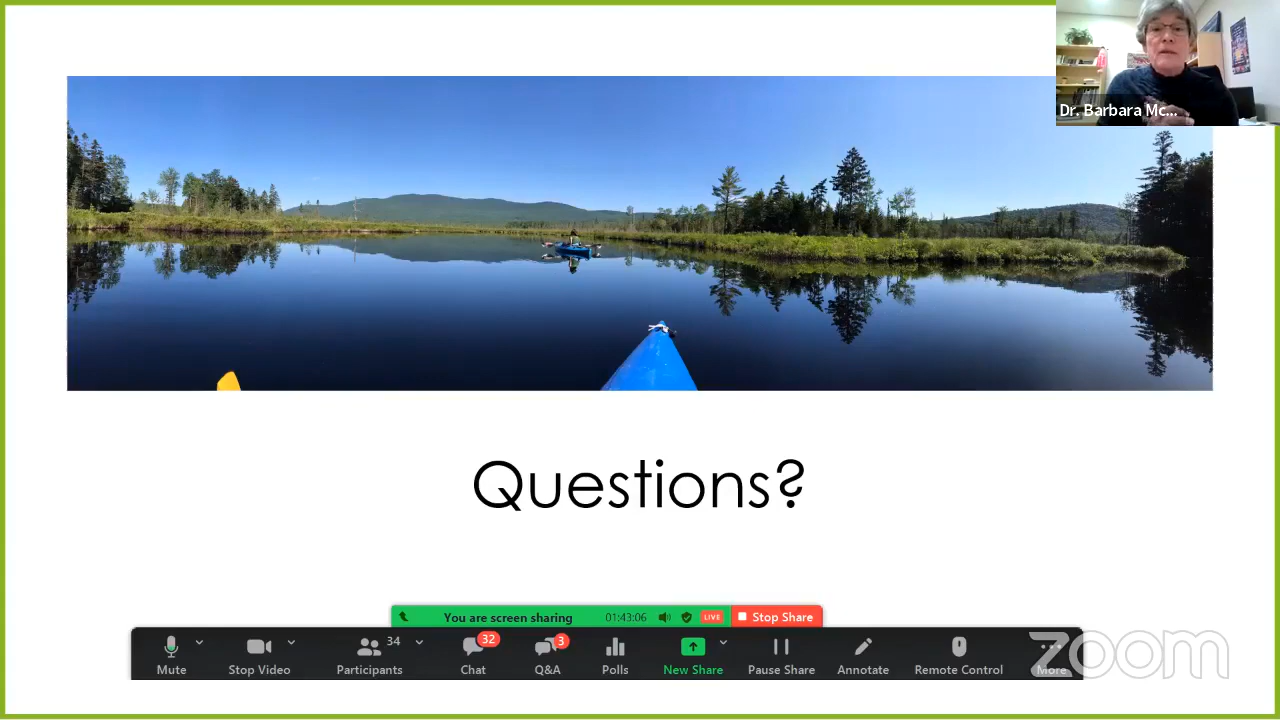 Dr. Barbara Mc...
Questions?
You are screen sharing
01:43:06
LIVE
Stop Share
34
32
3
Mute
Stop Video
Participants
Chat
Q&A
Polls
New Share
Pause Share
Annotate
Remote Control
More
zoom